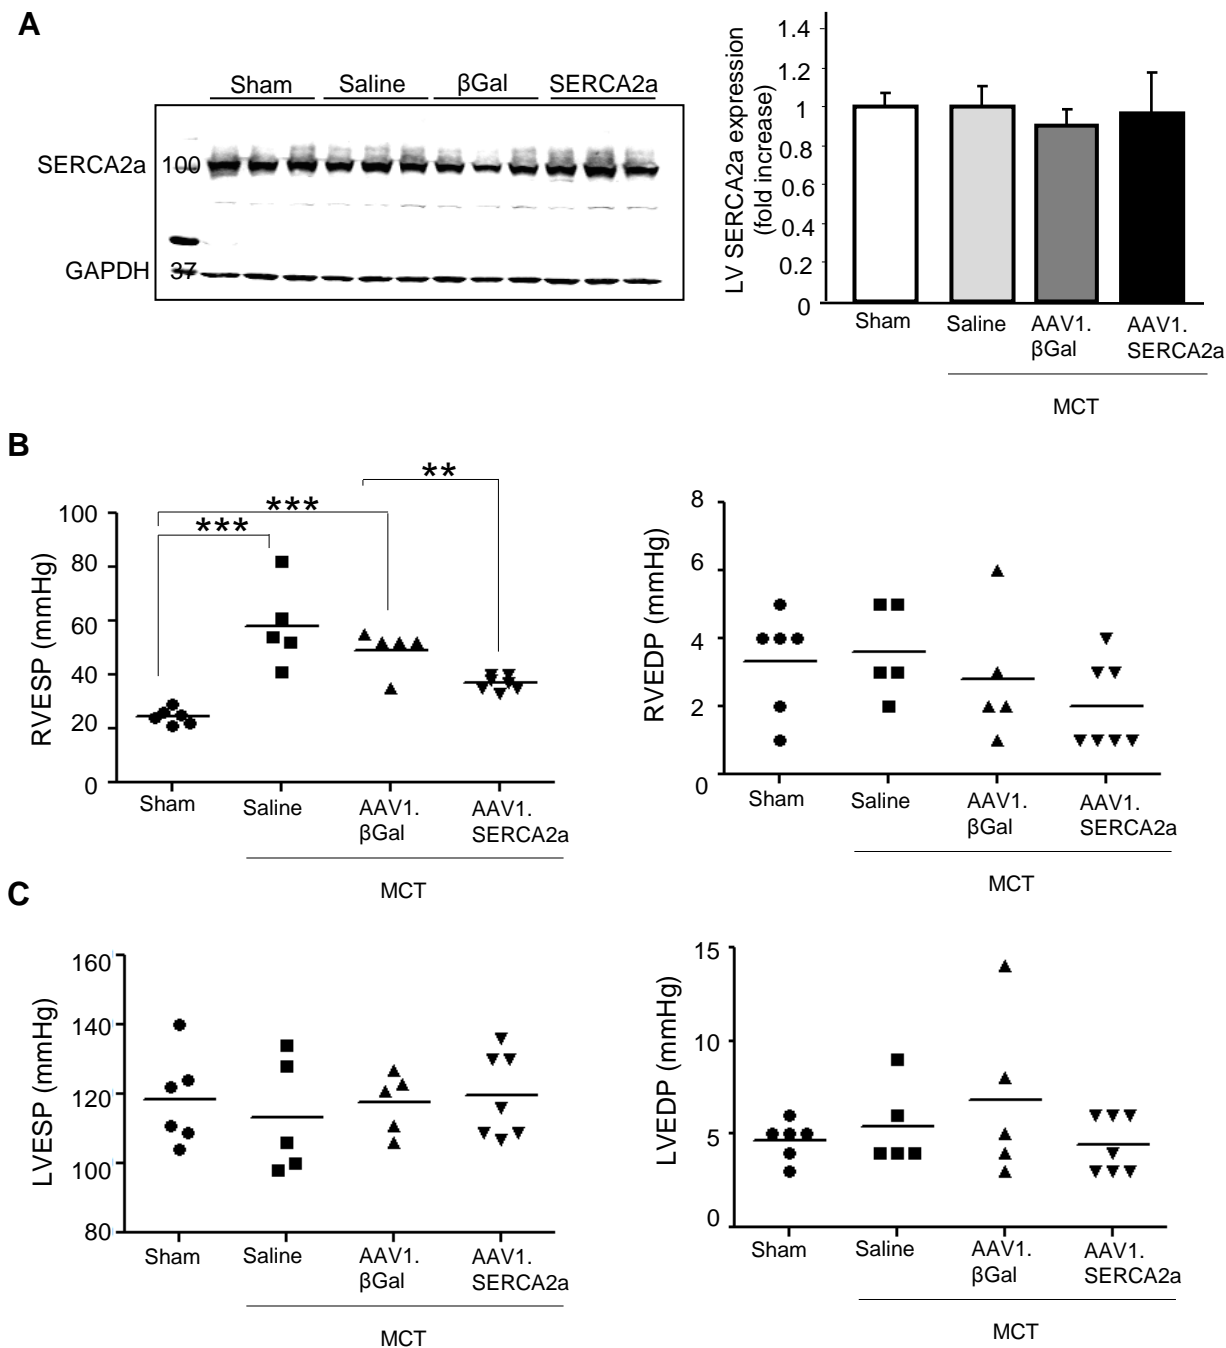 A
Sham Saline βGal SERCA2a
SERCA2a 100
GAPDH 37
LV SERCA2a expression
(fold increase)
1.4
1.2
1
0.8
0.6
0.4
0.2
0
Sham Saline AAV1. AAV1.
βGal SERCA2a
MCT
B
RVESP (mmHg)
100
80
60
40
20
0
***
***
**
Sham Saline AAV1. AAV1.
βGal SERCA2a
MCT
RVEDP (mmHg)
8
6
4
2
0
Sham Saline AAV1. AAV1.
βGal SERCA2a
MCT
C
LVESP (mmHg)
160
140
120
100
80
Sham Saline AAV1. AAV1.
βGal SERCA2a
MCT
LVEDP (mmHg)
15
10
5
0
Sham Saline AAV1. AAV1.
βGal SERCA2a
MCT